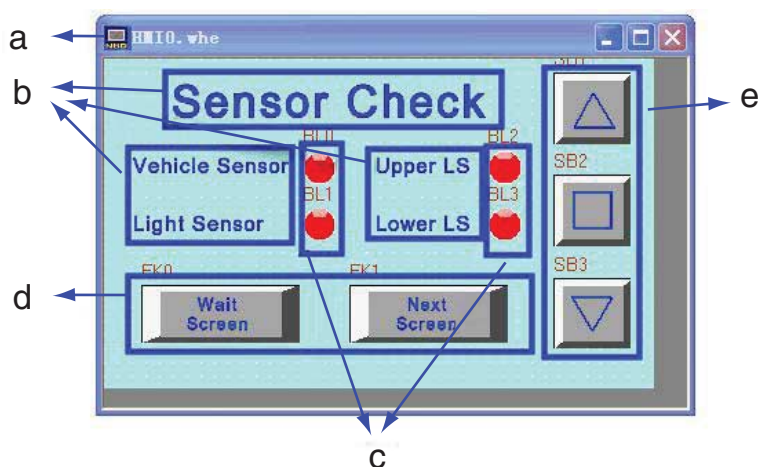 a
HMI0.whe
b
e
Sensor Check
BL0
BL2
Vehicle Sensor
Upper LS
SB2
BL1
BL3
Light Sensor
Lower LS
SB3
FK0
FK1
d
Wait
Screen
Next
Screen
c